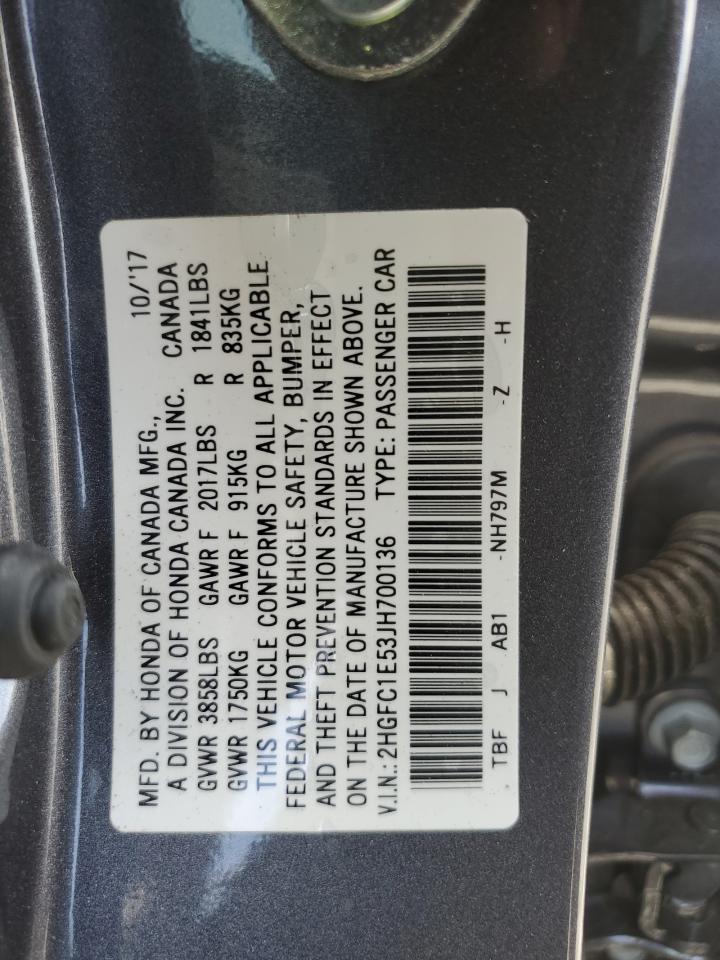 MFD. BY HONDA OF CANADA MFG., 10/'17
A DIVISION OF HONDA CANADA INC. CANADA
GVWR 3858LBS GAWR F 2017LBS R 1841LBS
GVWR 1750KG GAWR F 915KG R 835KG
THIS VEHICLE CONFORMS TO ALL APPLICABLE
FEDERAL MOTOR VEHICLE SAFETY, BUMPER,
AND THEFT PREVENTION STANDARDS IN EFFECT
ON THE DATE OF MANUFACTURE SHOWN ABOVE.
V.I.N.: 2HGFC1E53JH700136 TYPE: PASSENGER CAR
TBF J AB1 -NH797M -Z -H